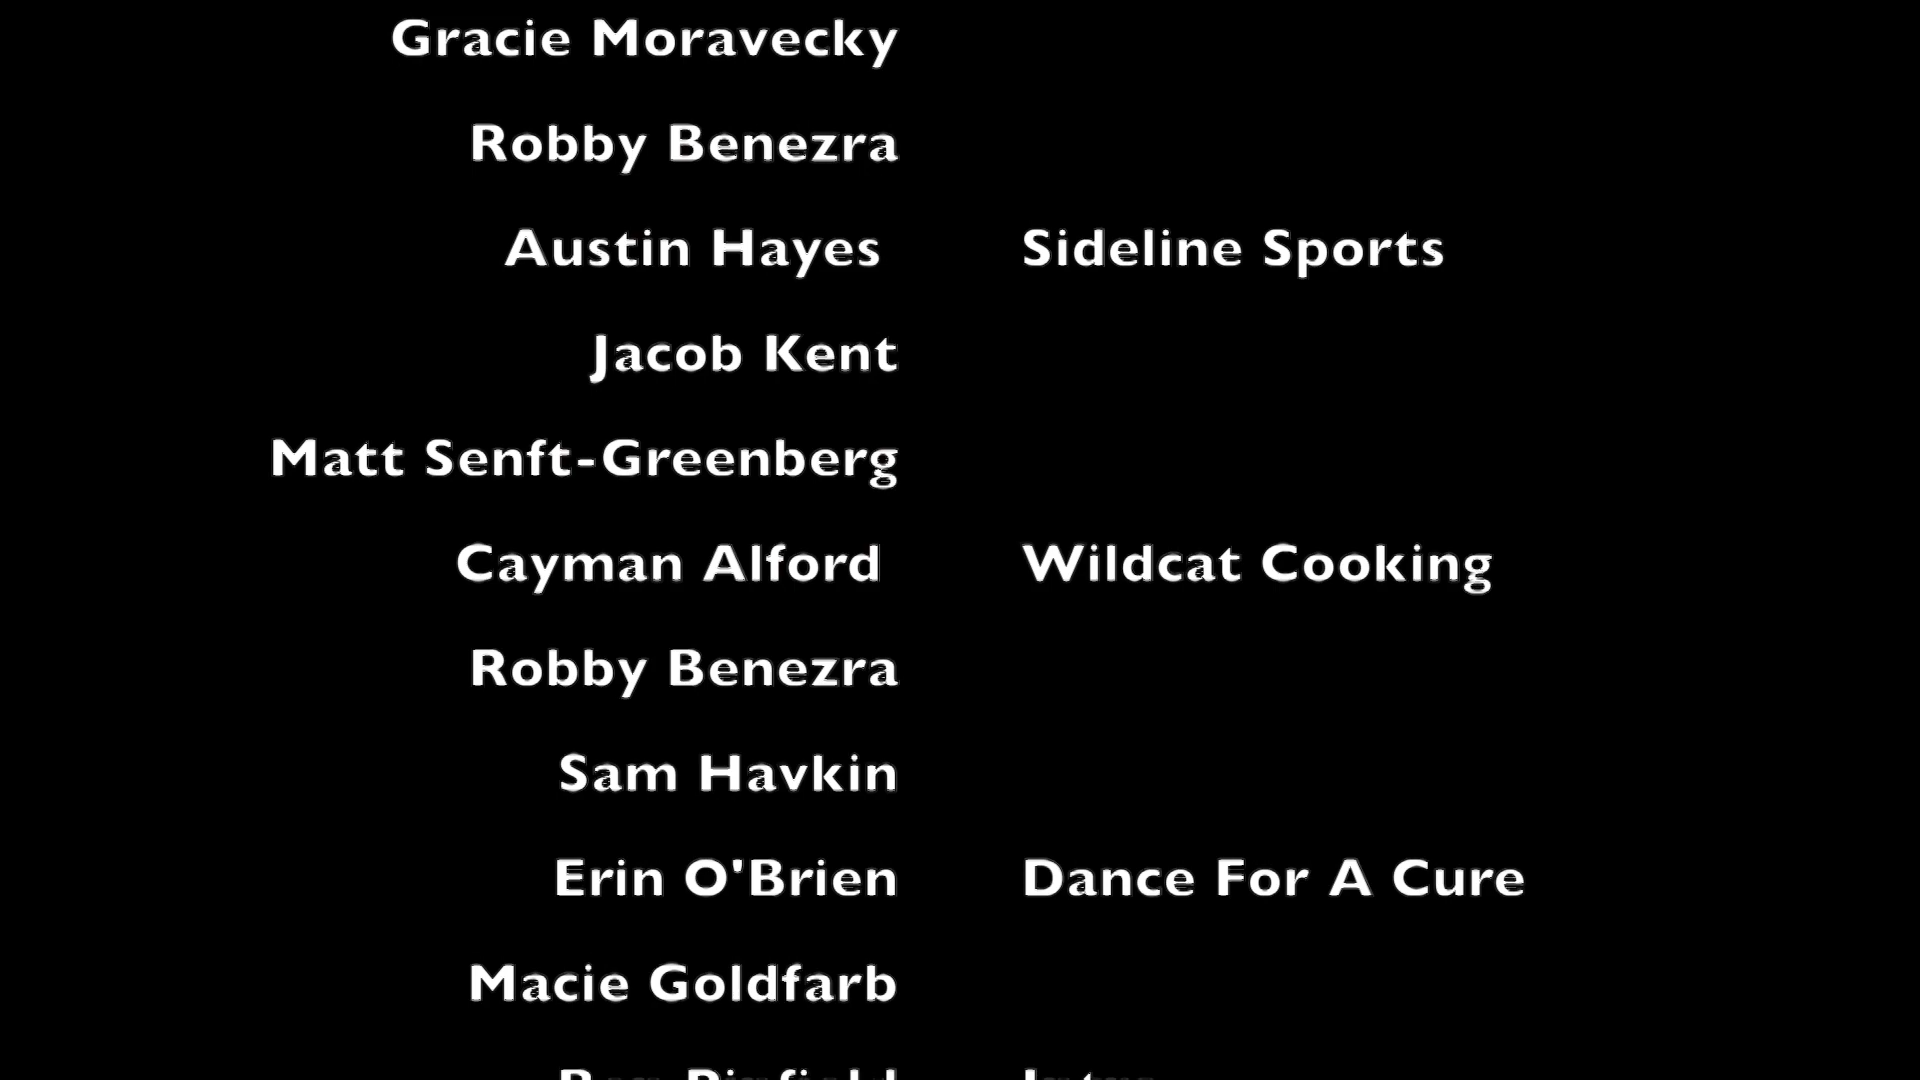 Gracie Moravecky
Robby Benezra
Austin Hayes Sideline Sports
Jacob Kent
Matt Senft-Greenberg
Cayman Alford Wildcat Cooking
Robby Benezra
Sam Havkin
Erin O'Brien Dance For A Cure
Macie Goldfarb